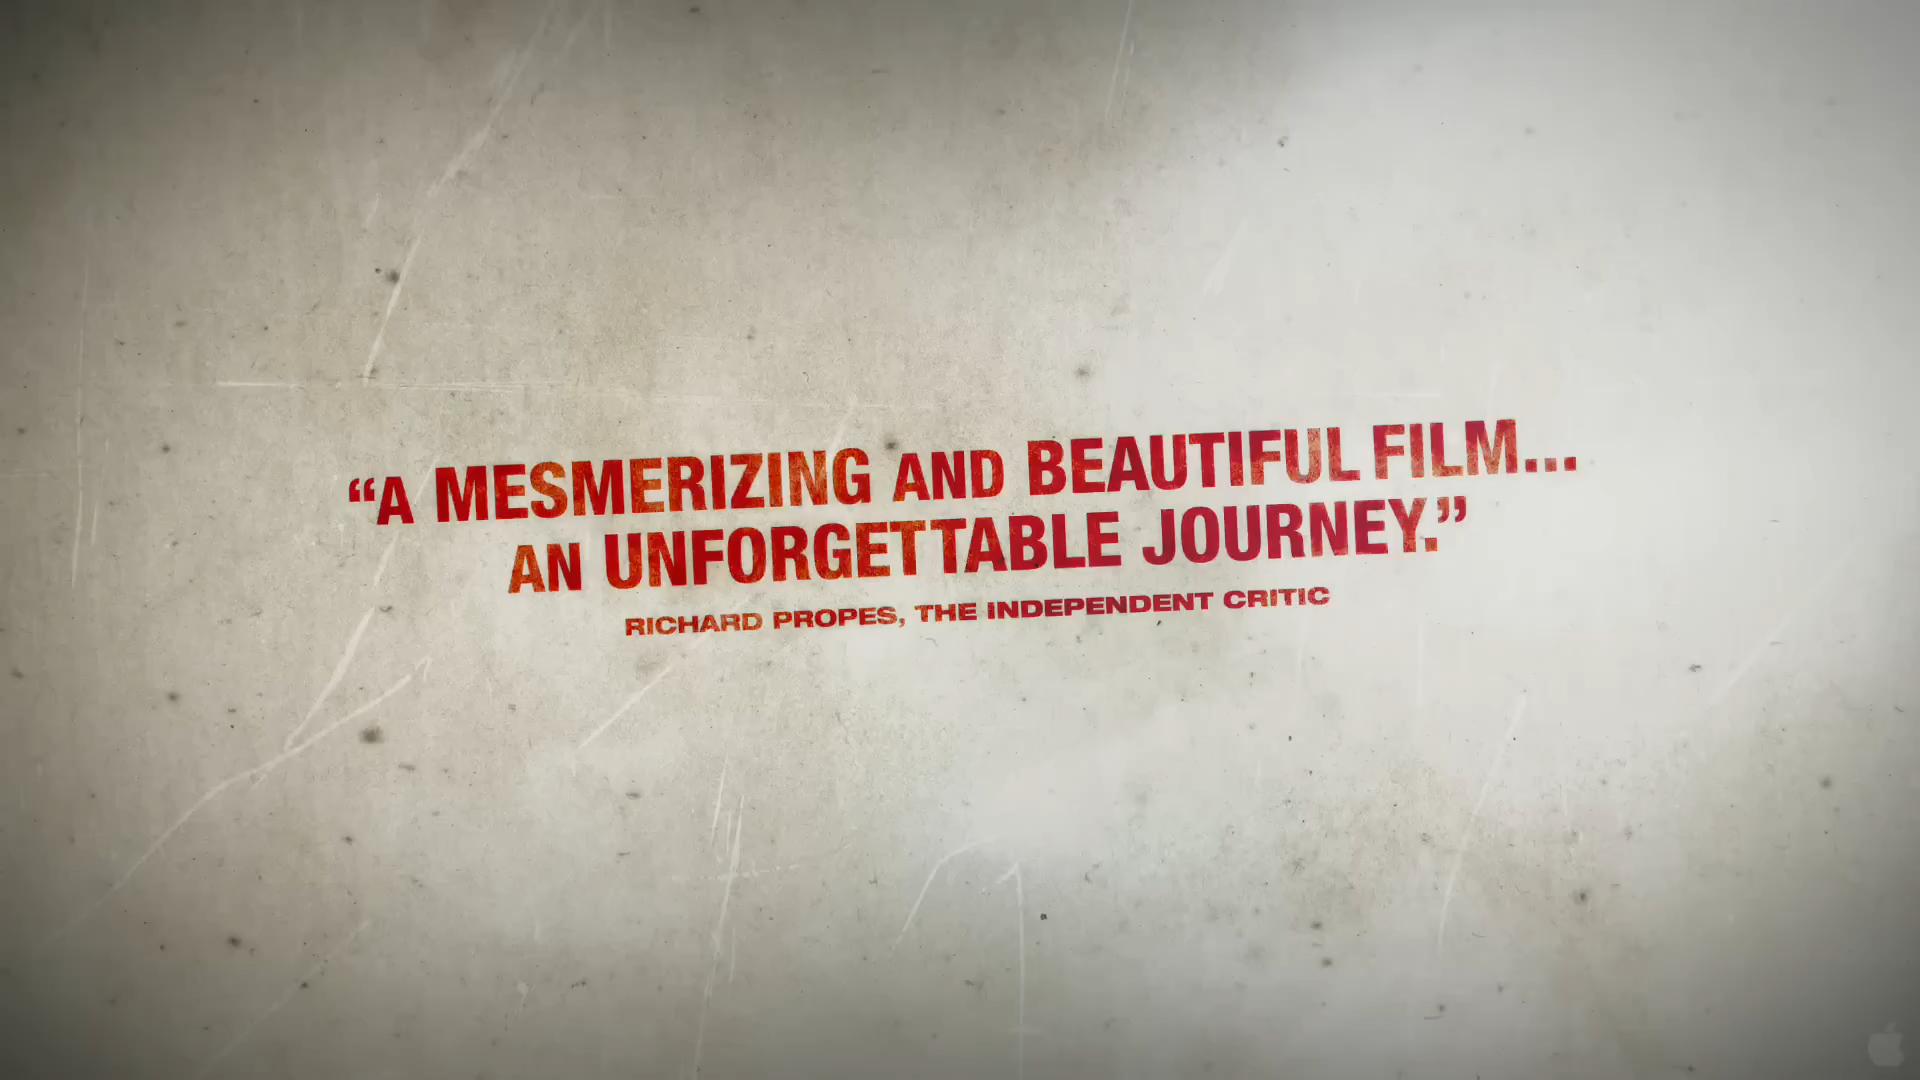 “A MESMERIZING AND BEAUTIFUL FILM...
AN UNFORGETTABLE JOURNEY.”
RICHARD PROPES, THE INDEPENDENT CRITIC